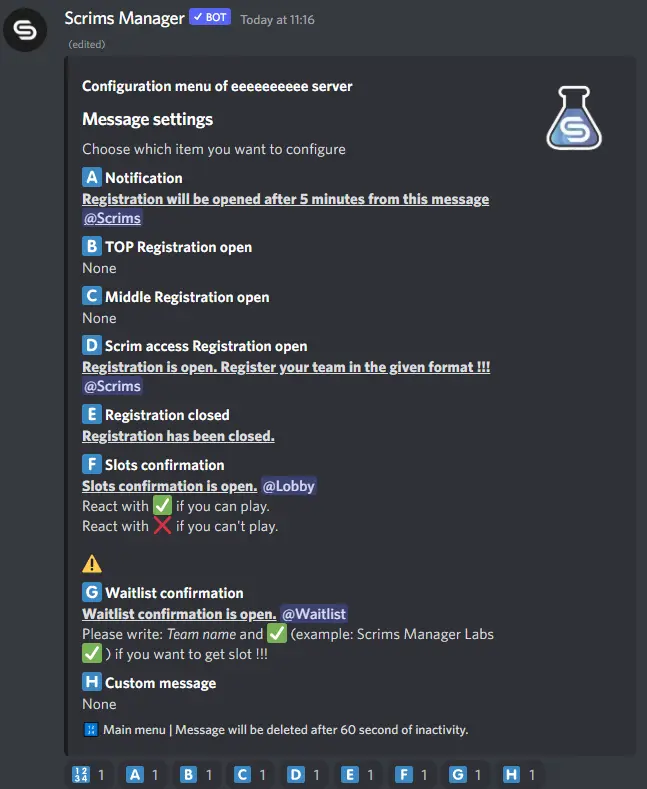 Scrims Manager ✓ BOT Today at 11:16
(edited)
Configuration menu of eeeeeeeeee server
Message settings
Choose which item you want to configure
A Notification
Registration will be opened after 5 minutes from this message
@Scrims
B TOP Registration open
None
C Middle Registration open
None
D Scrim access Registration open
Registration is open. Register your team in the given format !!!
@Scrims
E Registration closed
Registration has been closed.
F Slots confirmation
Slots confirmation is open. @Lobby
React with ✅ if you can play.
React with ❌ if you can't play.
⚠️
G Waitlist confirmation
Waitlist confirmation is open. @Waitlist
Please write: Team name and ✅ (example: Scrims Manager Labs
✅ ) if you want to get slot !!!
H Custom message
None
🔢 Main menu | Message will be deleted after 60 second of inactivity.
🔢 1 A 1 B 1 C 1 D 1 E 1 F 1 G 1 H 1